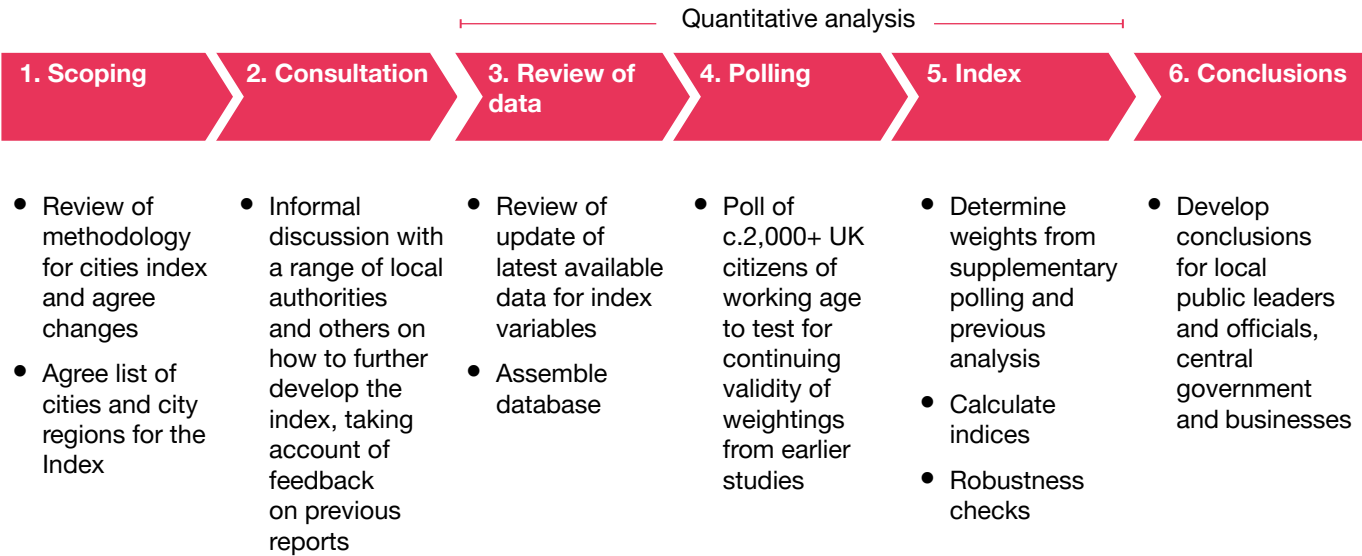 Quantitative analysis
1. Scoping
2. Consultation
3. Review of
data
4. Polling
5. Index
6. Conclusions
• Review of
methodology
for cities index
and agree
changes
• Agree list of
cities and city
regions for the
Index
• Informal
discussion with
a range of local
authorities
and others on
how to further
develop the
index, taking
account of
feedback
on previous
reports
• Review of
update of
latest available
data for index
variables
• Assemble
database
• Poll of
c.2,000+ UK
citizens of
working age
to test for
continuing
validity of
weightings
from earlier
studies
• Determine
weights from
supplementary
polling and
previous
analysis
• Calculate
indices
• Robustness
checks
• Develop
conclusions
for local
public leaders
and officials,
central
government
and businesses